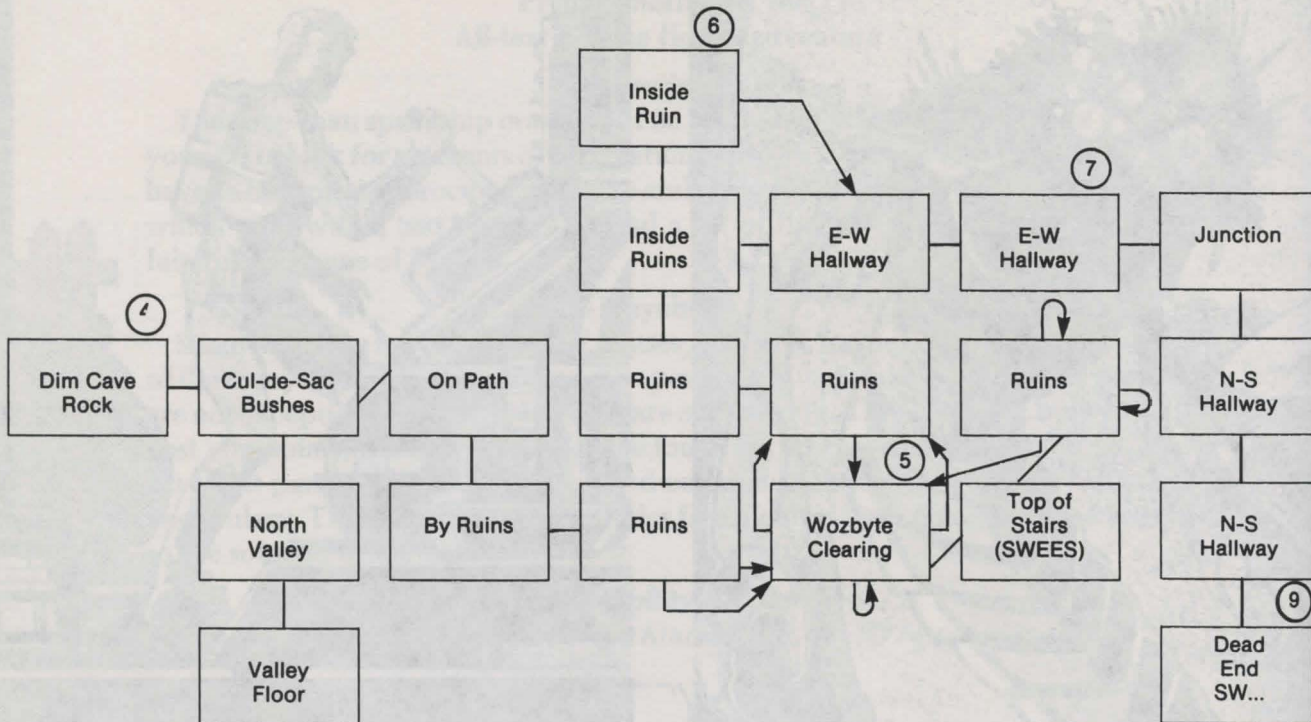 6
Inside
Ruin
7
Inside
Ruins
E-W
Hallway
E-W
Hallway
Junction
ℓ
Dim Cave
Rock
Cul-de-Sac
Bushes
On Path
Ruins
Ruins
Ruins
N-S
Hallway
5
North
Valley
By Ruins
Ruins
Wozbyte
Clearing
Top of
Stairs
(SWEES)
N-S
Hallway
9
Valley
Floor
Dead
End
SW...